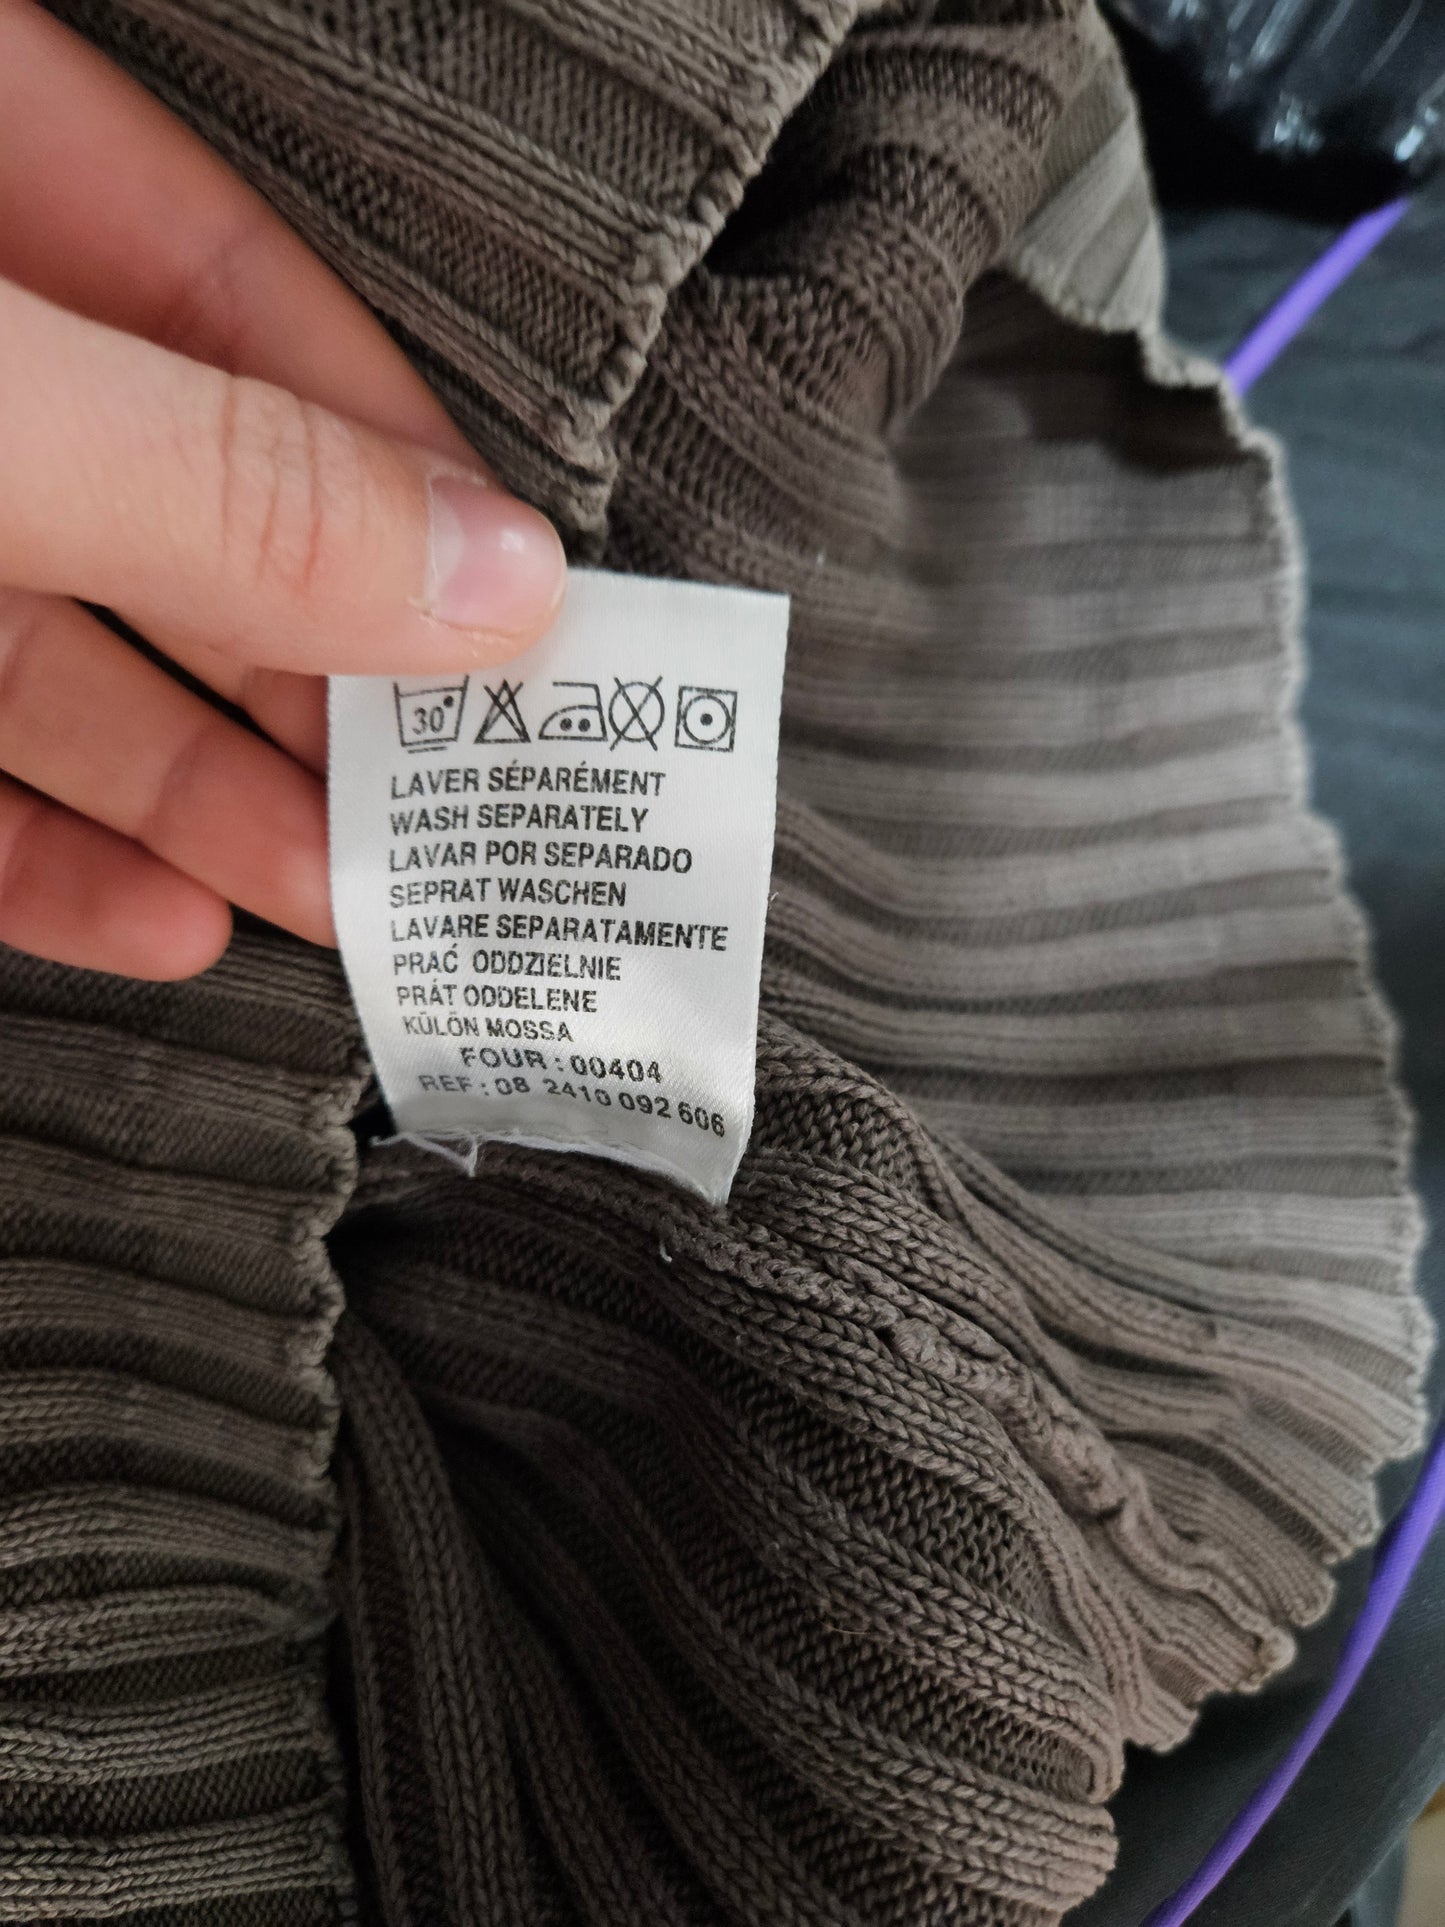 30°
LAVER SÉPARÉMENT
WASH SEPARATELY
LAVAR POR SEPARADO
SEPRAT WASCHEN
LAVARE SEPARATAMENTE
PRAĆ ODDZIELNIE
PRÁT ODDELENE
KÜLÖN MOSSA
FOUR : 00404
REF : 08 2410 092 606